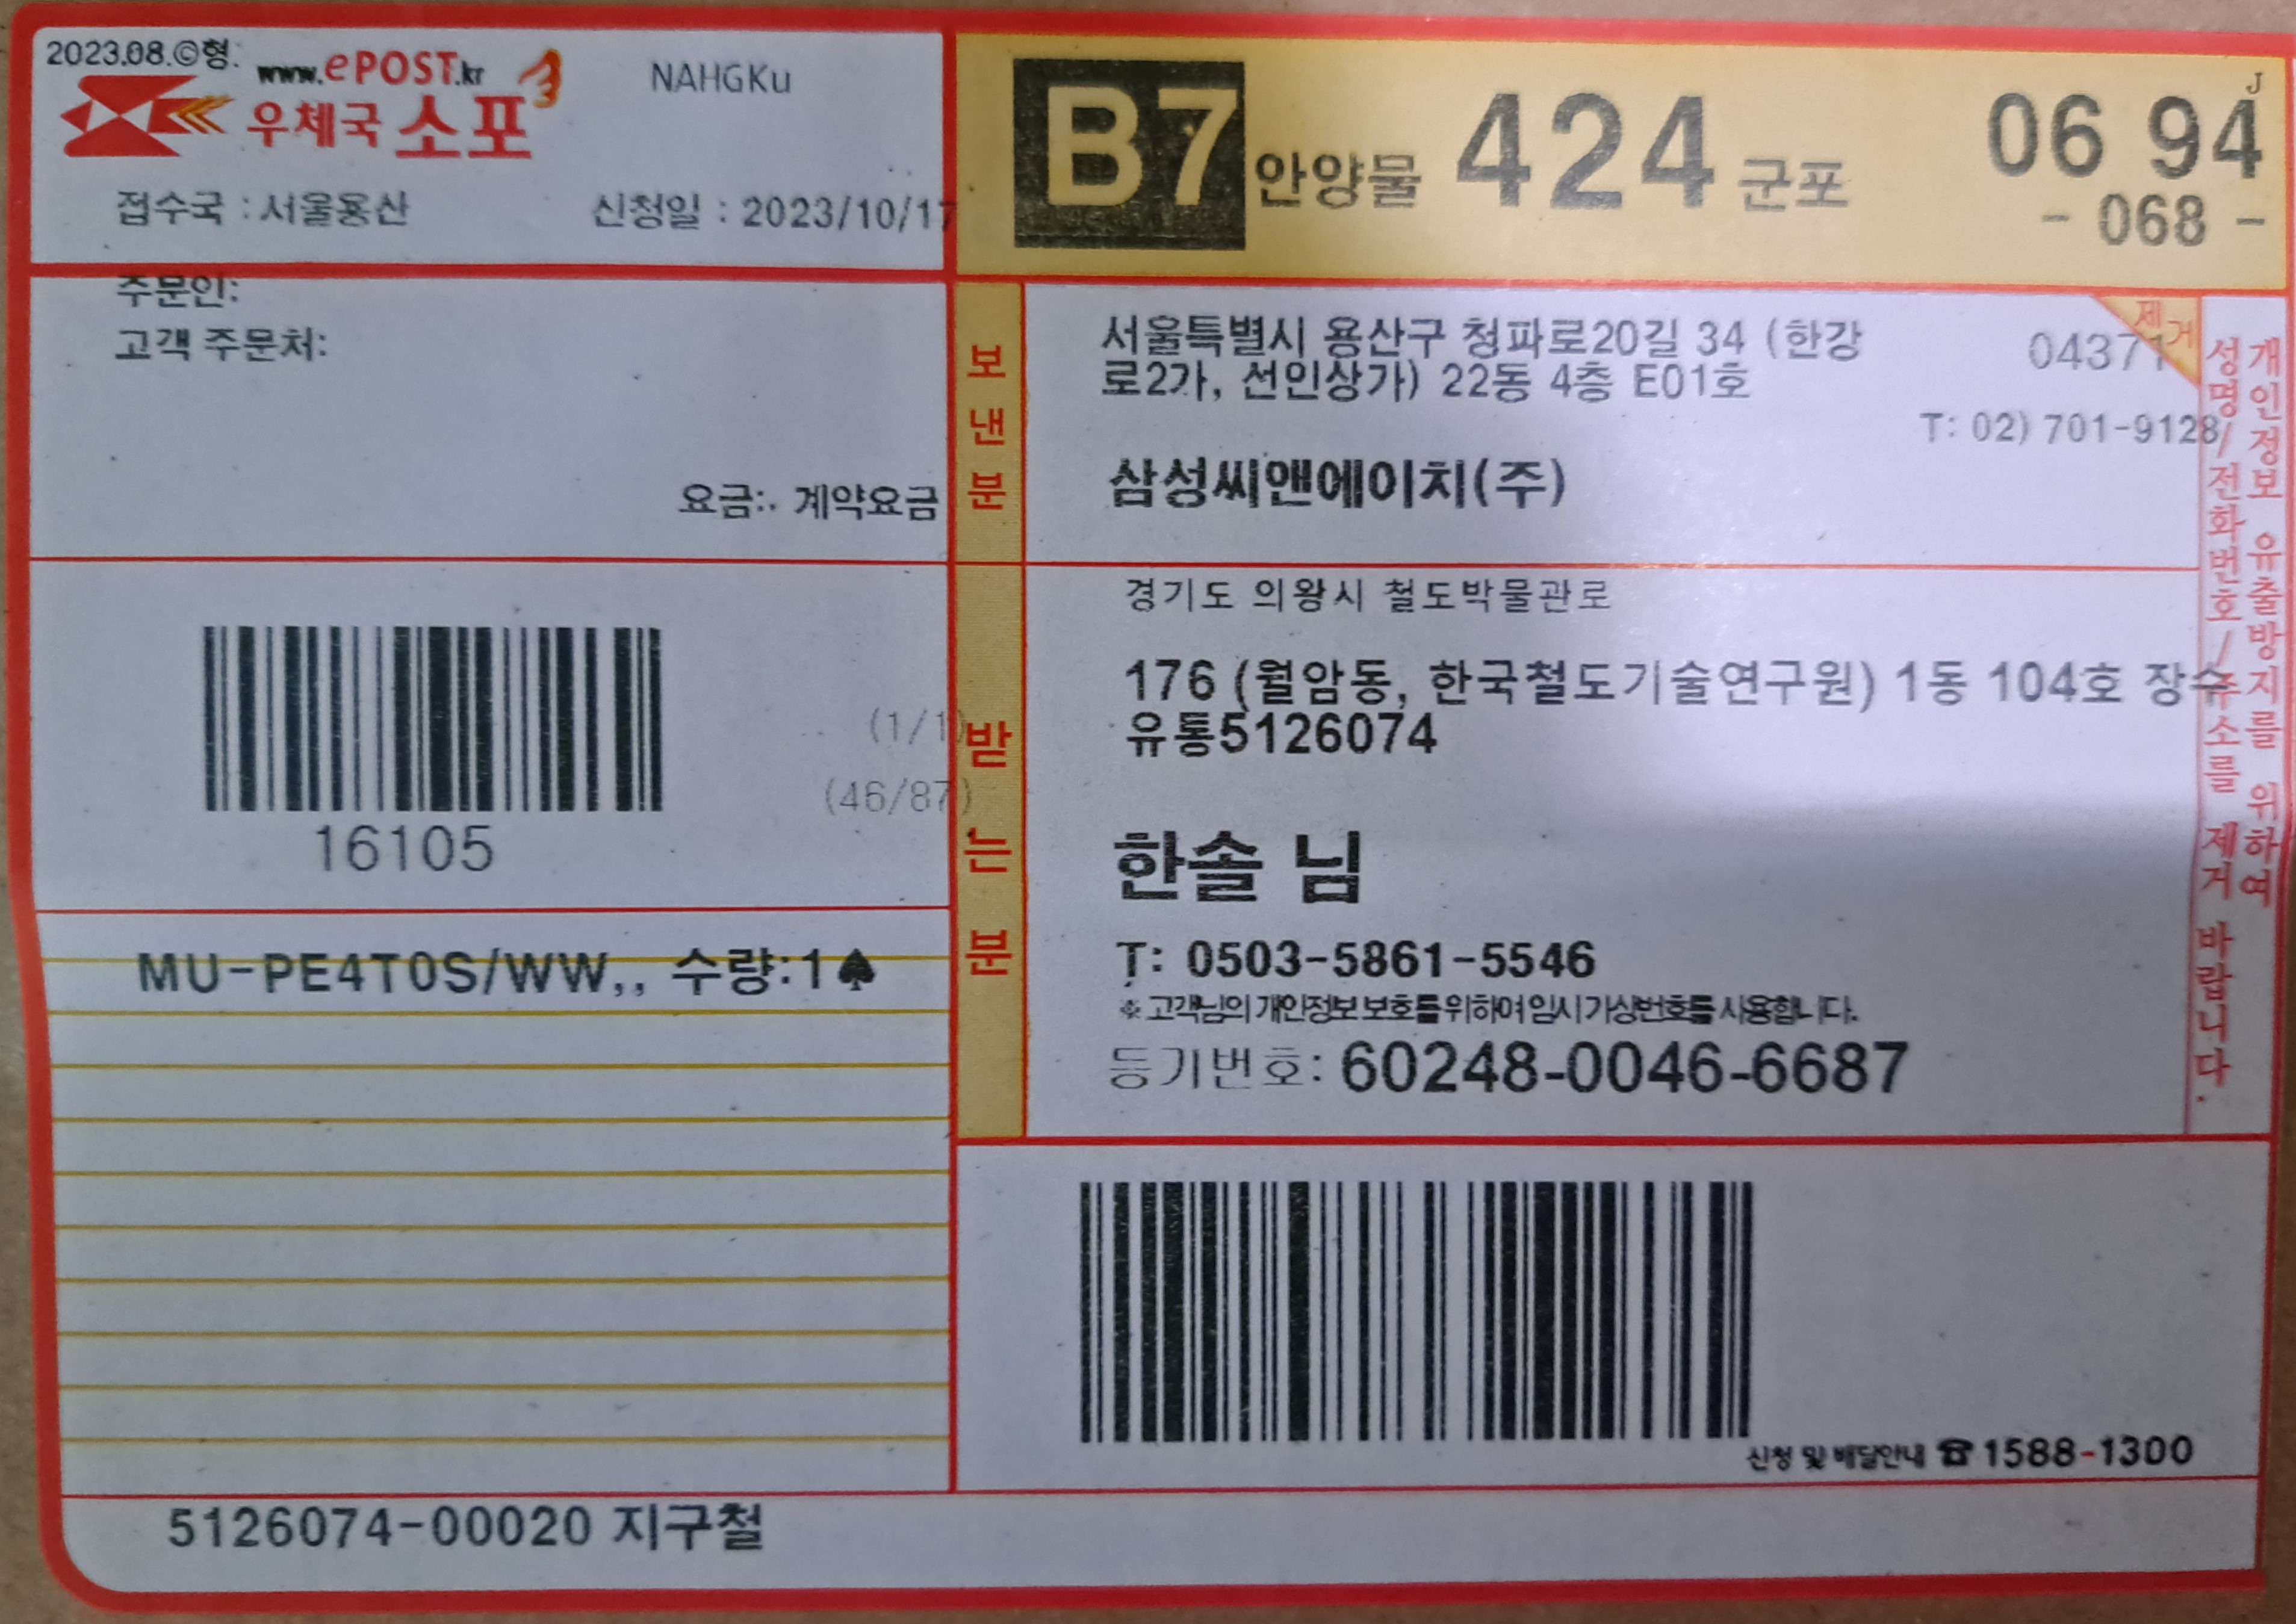 2023.08.©형.
www.ePOST.kr
우체국 소포
NAHGKu
접수국 : 서울용산 신청일 : 2023/10/17
B7 안양물 424 군포 06 94
J
- 068 -
주문인:
고객 주문처:
요금:. 계약요금
보낸분
서울특별시 용산구 청파로20길 34 (한강
로2가, 선인상가) 22동 4층 E01호
04371
제거
T: 02) 701-9128
삼성씨앤에이치(주)
개인정보 유출방지를 위하여
성명/전화번호/주소를 제거 바랍니다.
(1/1)
(46/87)
16105
받는분
경기도 의왕시 철도박물관로
176 (월암동, 한국철도기술연구원) 1동 104호 장수
유통5126074
한솔 님
T: 0503-5861-5546
※ 고객님의 개인정보 보호를 위하여 임시 가상번호를 사용합니다.
등기번호: 60248-0046-6687
MU-PE4T0S/WW,, 수량:1♠
신청 및 배달안내 ☎ 1588-1300
5126074-00020 지구철